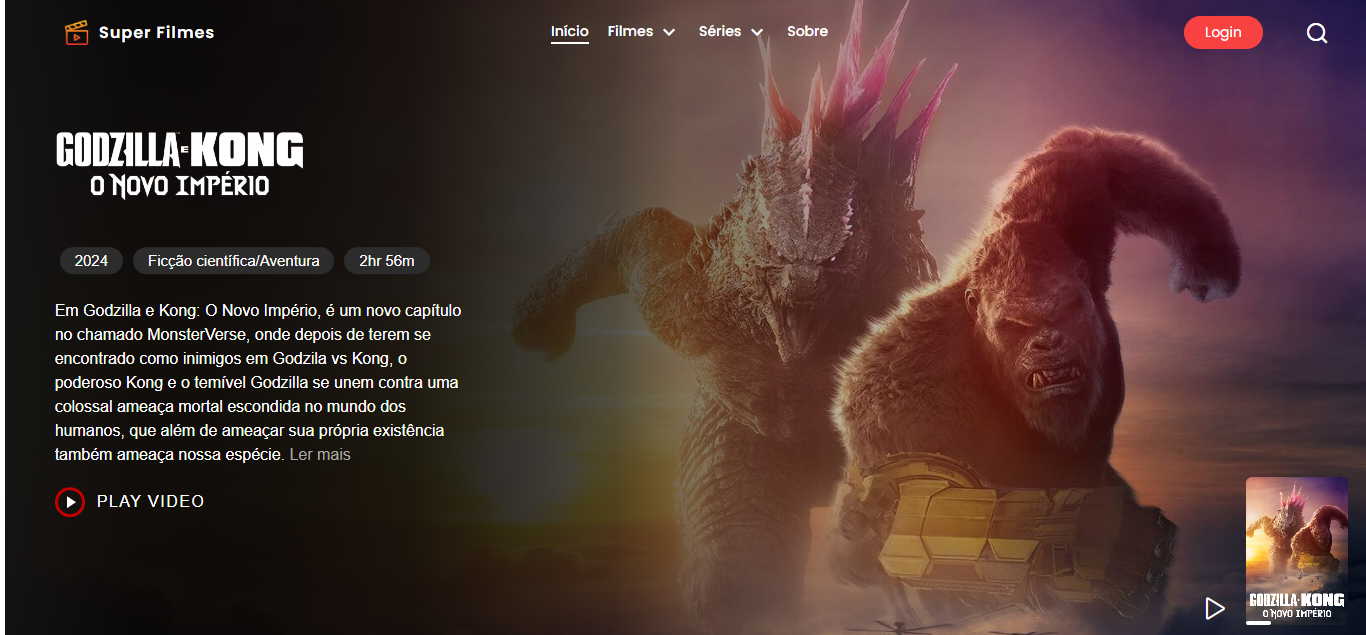 Super Filmes
Início
Filmes
Séries
Sobre
Login
GODZILLA E KONG
O NOVO IMPÉRIO
2024
Ficção científica/Aventura
2hr 56m
Em Godzilla e Kong: O Novo Império, é um novo capítulo
no chamado MonsterVerse, onde depois de terem se
encontrado como inimigos em Godzila vs Kong, o
poderoso Kong e o temível Godzilla se unem contra uma
colossal ameaça mortal escondida no mundo dos
humanos, que além de ameaçar sua própria existência
também ameaça nossa espécie. Ler mais
PLAY VIDEO
GODZILLA E KONG
O NOVO IMPÉRIO